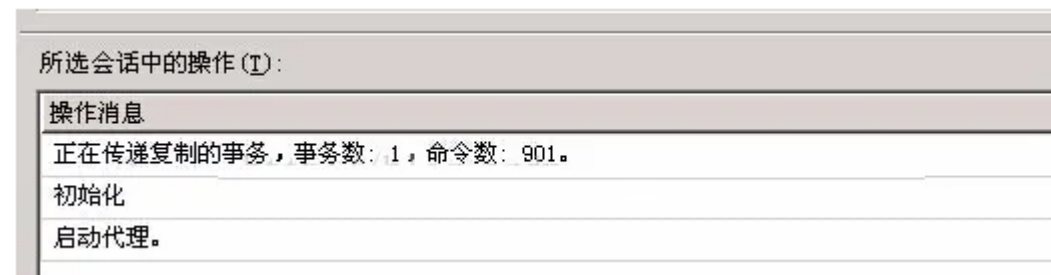 所选会话中的操作(T):
操作消息
正在传递复制的事务，事务数: 1，命令数: 901。
初始化
启动代理。